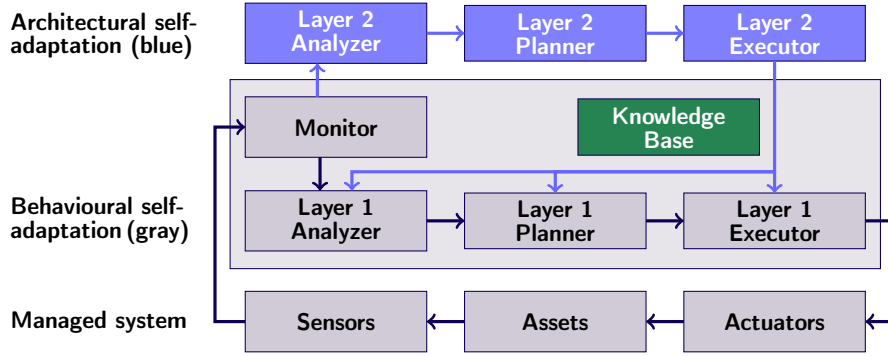 Architectural self-
adaptation (blue)
Layer 2
Analyzer
Layer 2
Planner
Layer 2
Executor
Monitor
Knowledge
Base
Behavioural self-
adaptation (gray)
Layer 1
Analyzer
Layer 1
Planner
Layer 1
Executor
Managed system
Sensors
Assets
Actuators